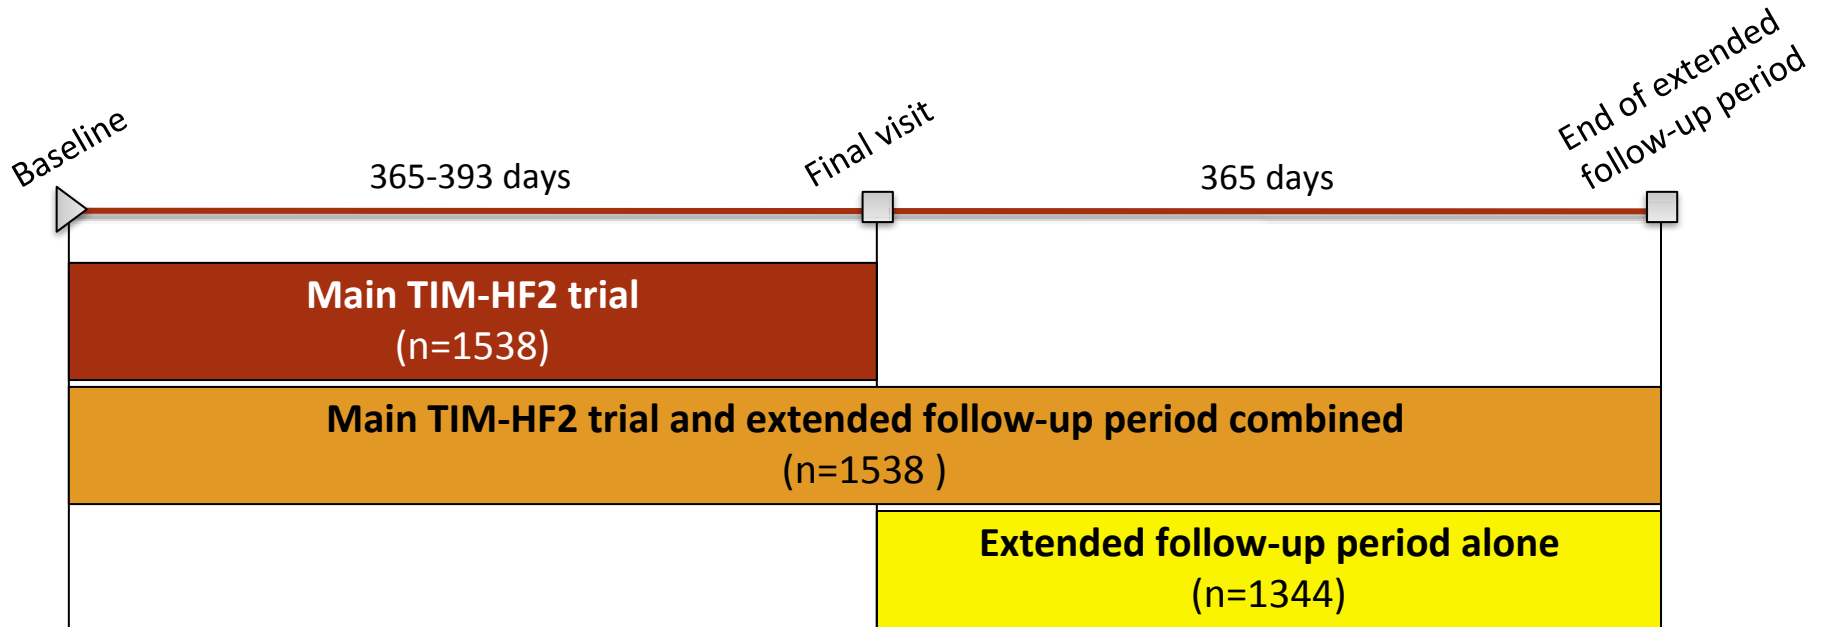 Baseline
365-393 days
Final visit
365 days
End of extended
follow-up period
Main TIM-HF2 trial
(n=1538)
Main TIM-HF2 trial and extended follow-up period combined
(n=1538 )
Extended follow-up period alone
(n=1344)